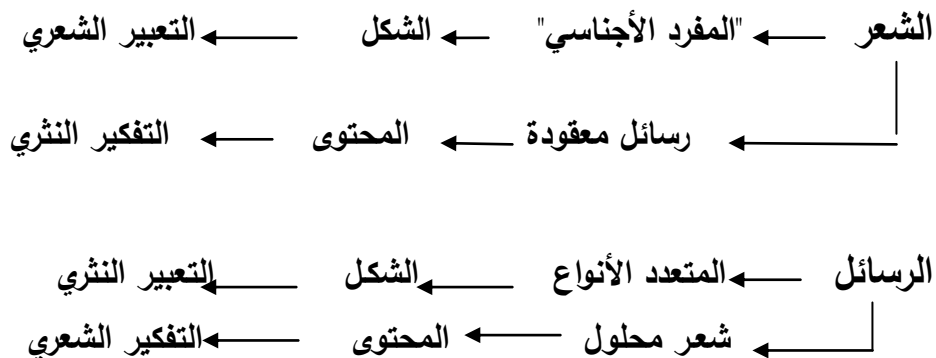 الشعر "المفرد الأجناسي" الشكل التعبير الشعري
رسائل معقودة المحتوى التفكير النثري
الرسائل المتعدد الأنواع الشكل التعبير النثري
شعر محلول المحتوى التفكير الشعري